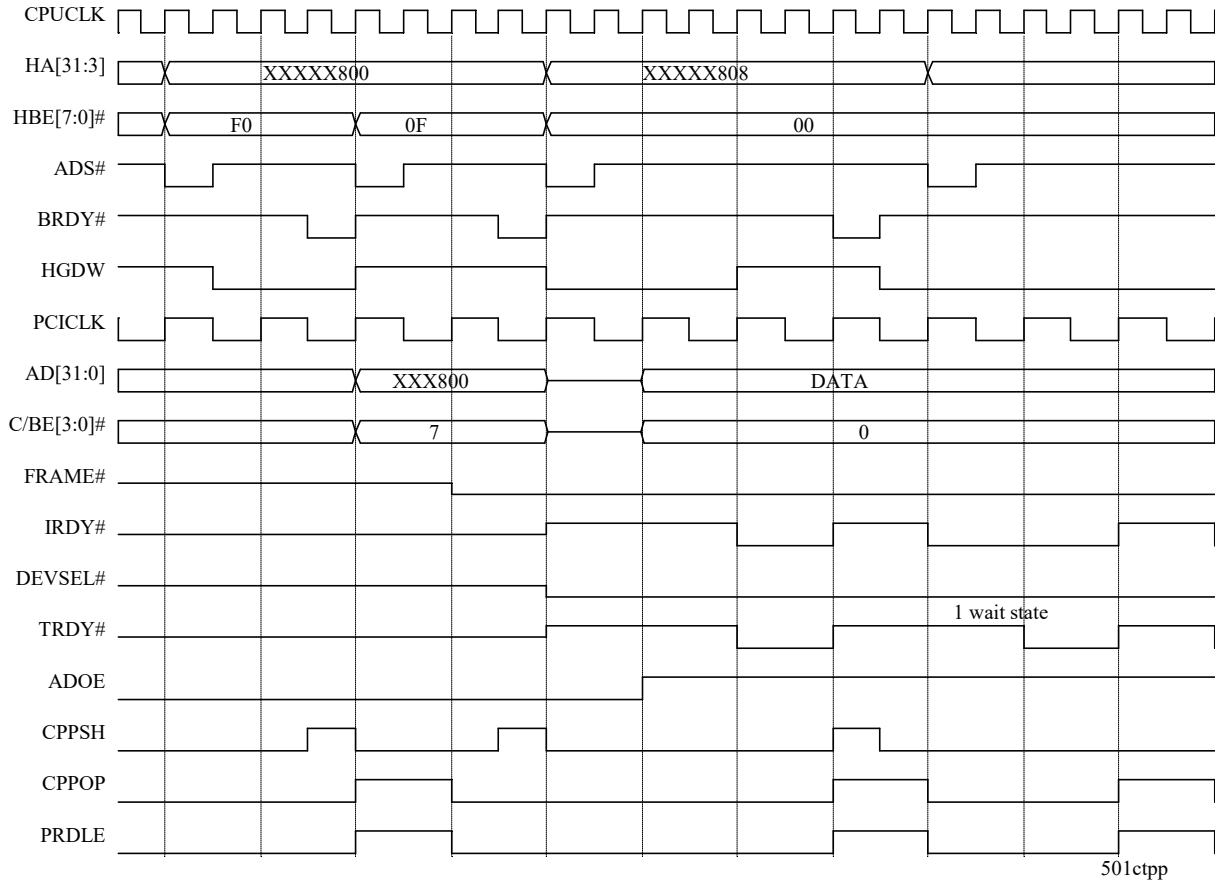 CPUCLK
HA[31:3] XXXXX800 XXXXX808
HBE[7:0]# F0 0F 00
ADS#
BRDY#
HGDW
PCICLK
AD[31:0] XXX800 DATA
C/BE[3:0]# 7 0
FRAME#
IRDY#
DEVSEL#
1 wait state
TRDY#
ADOE
CPPSH
CPPOP
PRDLE
501ctpp